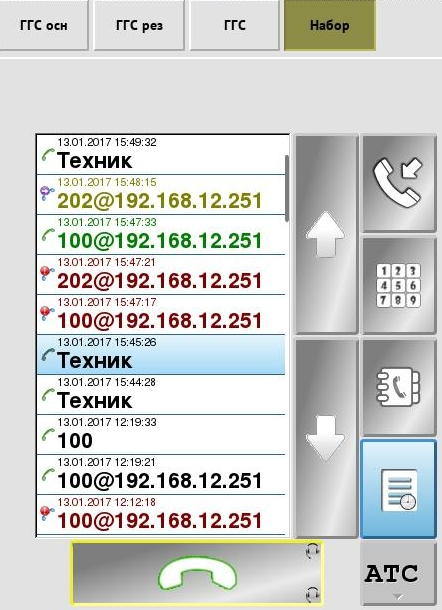 ГГС осн
ГГС рез
ГГС
Набор
13.01.2017 15:49:32
Техник
13.01.2017 15:48:15
202@192.168.12.251
13.01.2017 15:47:33
100@192.168.12.251
13.01.2017 15:47:21
202@192.168.12.251
13.01.2017 15:47:17
100@192.168.12.251
13.01.2017 15:45:26
Техник
13.01.2017 15:44:28
Техник
13.01.2017 12:19:33
100
13.01.2017 12:19:21
100@192.168.12.251
13.01.2017 12:12:18
100@192.168.12.251
1 2 3
4 5 6
7 8 9
АТС